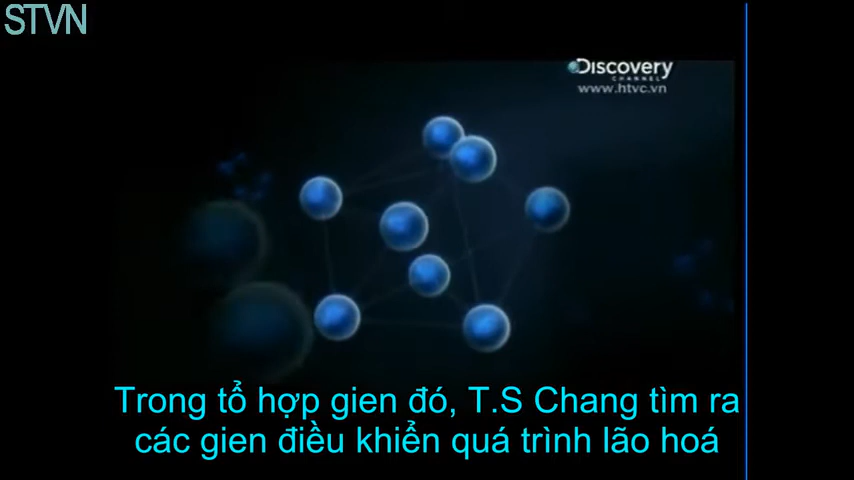 STVN
Discovery
CHANNEL
www.htvc.vn
Trong tổ hợp gien đó, T.S Chang tìm ra
các gien điều khiển quá trình lão hoá